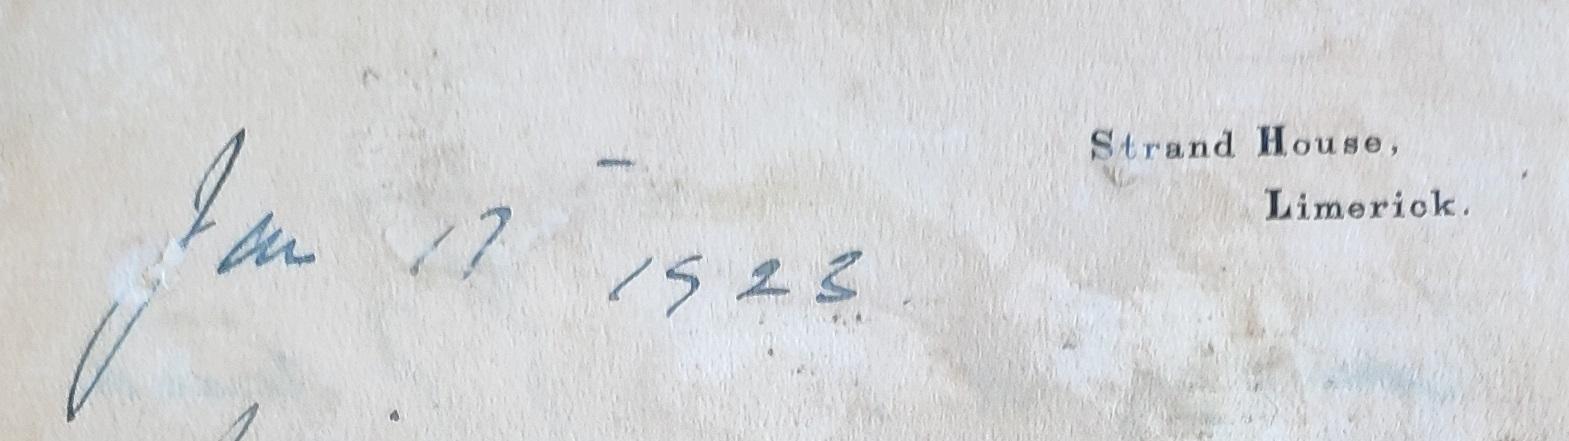 Strand House,
Limerick.
Jan 17 - 1923.